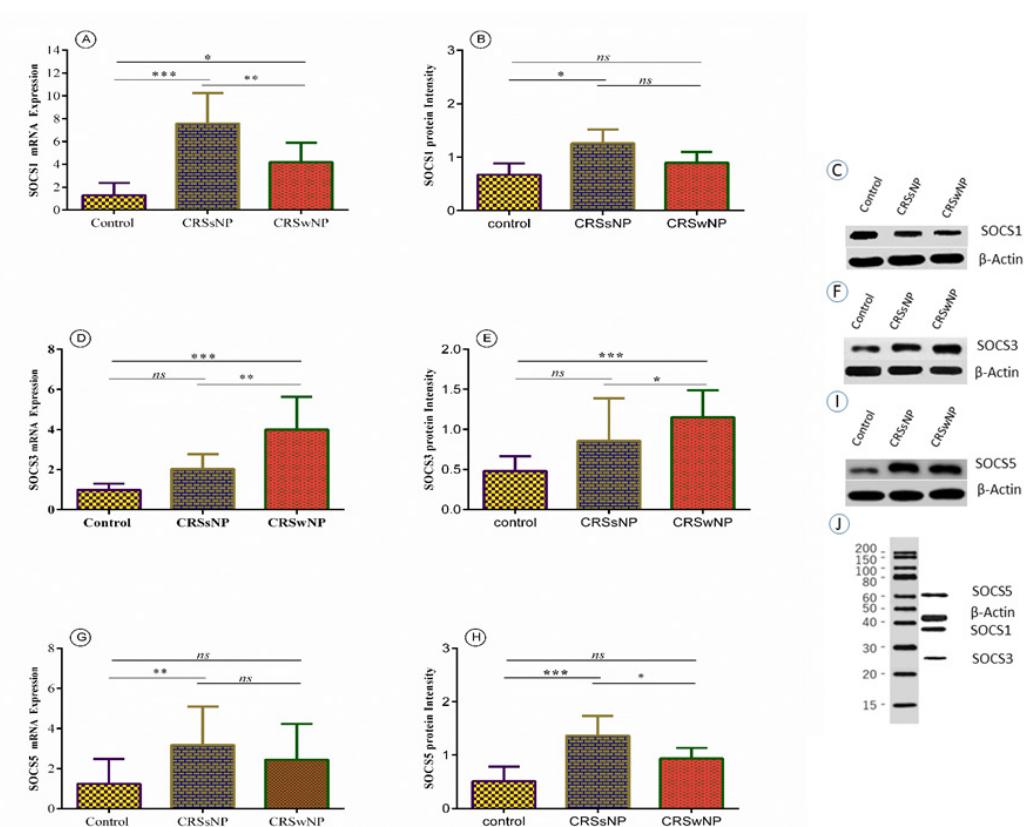 A
SOCS1 mRNA Expression
14
12
10
8
6
4
2
0
*
***
**
Control CRSsNP CRSwNP
B
SOCS1 protein Intensity
3
2
1
0
ns
*
ns
control CRSsNP CRSwNP
C
Control CRSsNP CRSwNP
SOCS1
β-Actin
D
SOCS3 mRNA Expression
8
6
4
2
0
***
ns
**
Control CRSsNP CRSwNP
E
SOCS3 protein Intensity
2.0
1.5
1.0
0.5
0.0
***
ns
*
control CRSsNP CRSwNP
F
Control CRSsNP CRSwNP
SOCS3
β-Actin
G
SOCS5 mRNA Expression
8
6
4
2
0
ns
**
ns
Control CRSsNP CRSwNP
H
SOCS5 protein Intensity
3
2
1
0
ns
***
*
control CRSsNP CRSwNP
I
Control CRSsNP CRSwNP
SOCS5
β-Actin
J
200
150
100
80
60
50
40
30
20
15
SOCS5
β-Actin
SOCS1
SOCS3